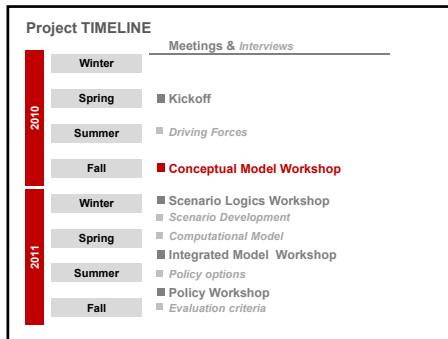 Project TIMELINE
Meetings & Interviews
2010
Winter
Spring
Kickoff
Summer
Driving Forces
Fall
Conceptual Model Workshop
2011
Winter
Scenario Logics Workshop
Scenario Development
Spring
Computational Model
Integrated Model Workshop
Summer
Policy options
Policy Workshop
Fall
Evaluation criteria